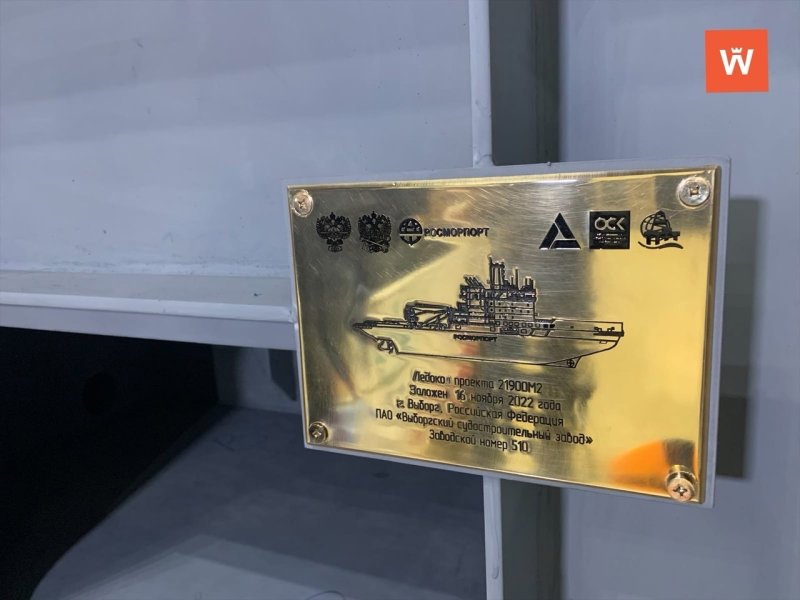 W
РОСМОРПОРТ
ОСК
РОСМОРПОРТ
Ледокол проекта 21900М2
Заложен 16 ноября 2022 года
г. Выборг, Российская Федерация
ПАО «Выборгский судостроительный завод»
Заводской номер 510